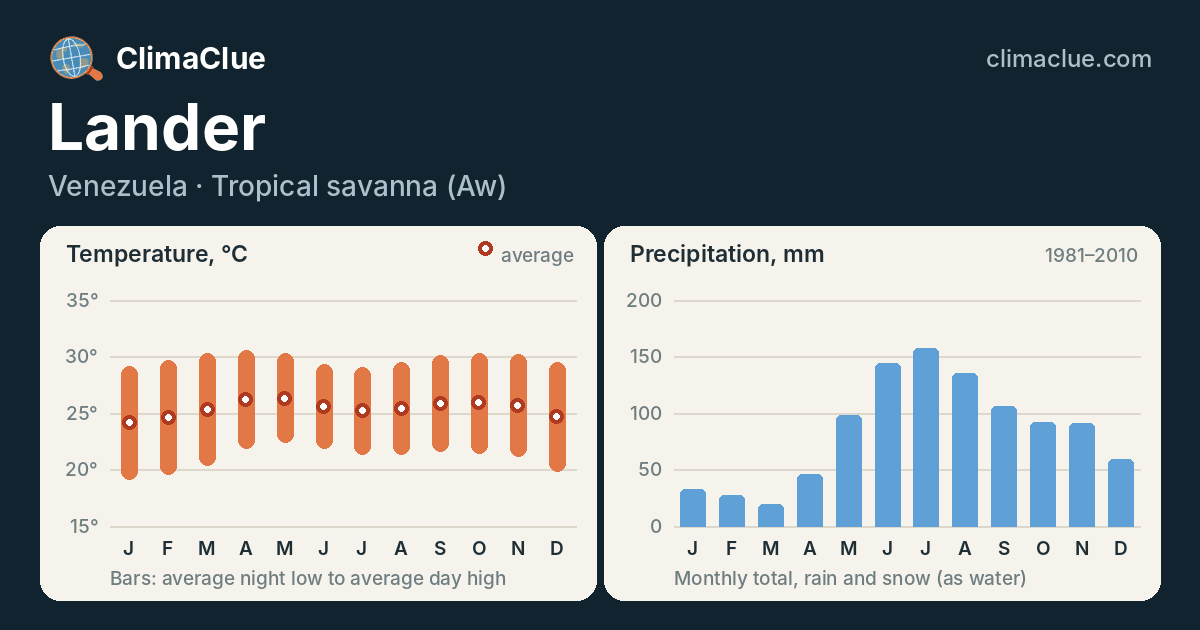 ClimaClue
climaclue.com
Lander
Venezuela · Tropical savanna (Aw)
Temperature, °C
average
35°
30°
25°
20°
15°
J F M A M J J A S O N D
Bars: average night low to average day high
Precipitation, mm
1981–2010
200
150
100
50
0
J F M A M J J A S O N D
Monthly total, rain and snow (as water)